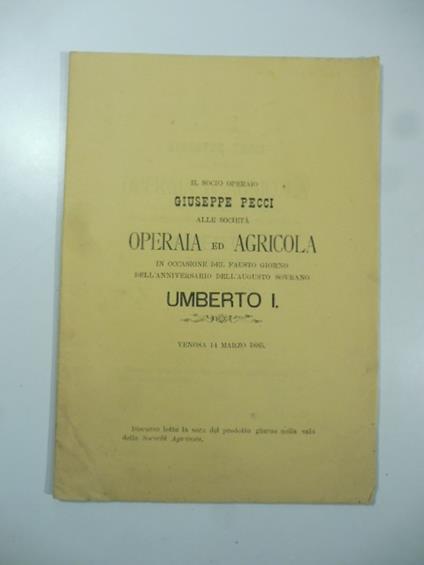 IL SOCIO OPERAIO
GIUSEPPE PECCI
ALLE SOCIETÀ
OPERAIA ED AGRICOLA
IN OCCASIONE DEL FAUSTO GIORNO
DELL'ANNIVERSARIO DELL'AUGUSTO SOVRANO
UMBERTO I.
VENOSA 14 MARZO 1885.
Discorso letto la sera del predetto giorno nella sala
della Società Agricola.